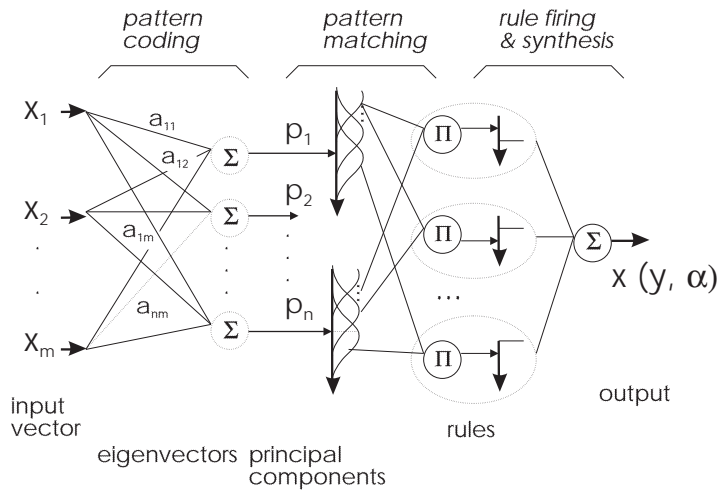 pattern
coding
pattern
matching
rule firing
& synthesis
X1
a11
a12
Σ
p1
Π
X2
a1m
Σ
p2
Π
Σ
x (y, α)
anm
...
Xm
Σ
pn
Π
input
vector
eigenvectors
principal
components
rules
output